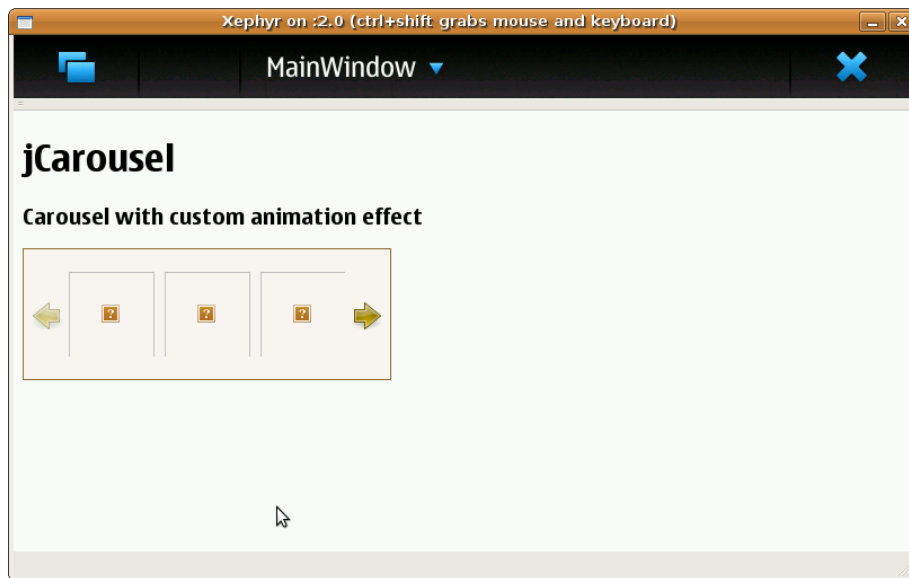 Xephyr on :2.0 (ctrl+shift grabs mouse and keyboard)
MainWindow
jCarousel
Carousel with custom animation effect
? ? ?